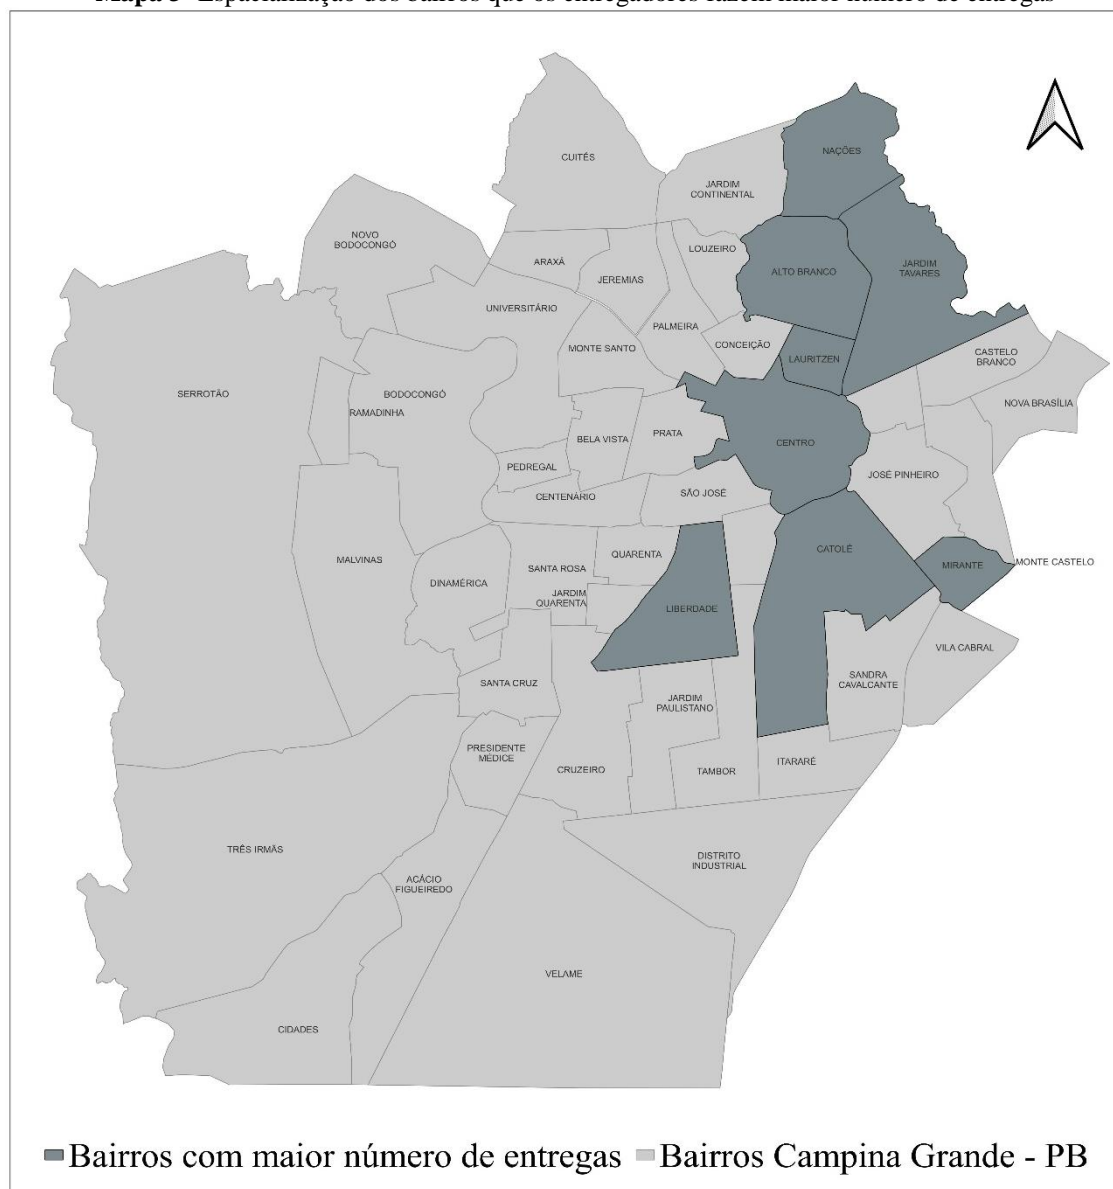 Mapa 3- Espacialização dos bairros que os entregadores fazem maior número de entregas
NAÇÕES
CUITÉS
JARDIM
CONTINENTAL
NOVO
BODOCONGÓ
LOUZEIRO
ARAXÁ
JEREMIAS
ALTO BRANCO
JARDIM
TAVARES
UNIVERSITÁRIO
PALMEIRA
MONTE SANTO
CONCEIÇÃO
LAURITZEN
CASTELO
BRANCO
SERROTÃO
BODOCONGÓ
RAMADINHA
NOVA BRASÍLIA
BELA VISTA
PRATA
CENTRO
PEDREGAL
JOSÉ PINHEIRO
CENTENÁRIO
SÃO JOSÉ
MALVINAS
DINAMÉRICA
SANTA ROSA
QUARENTA
CATOLÉ
MIRANTE
MONTE CASTELO
JARDIM
QUARENTA
LIBERDADE
VILA CABRAL
SANTA CRUZ
JARDIM
PAULISTANO
SANDRA
CAVALCANTE
PRESIDENTE
MÉDICE
CRUZEIRO
TAMBOR
ITARARÉ
TRÊS IRMÃS
DISTRITO
INDUSTRIAL
ACÁCIO
FIGUEIREDO
VELAME
CIDADES
Bairros com maior número de entregas Bairros Campina Grande - PB